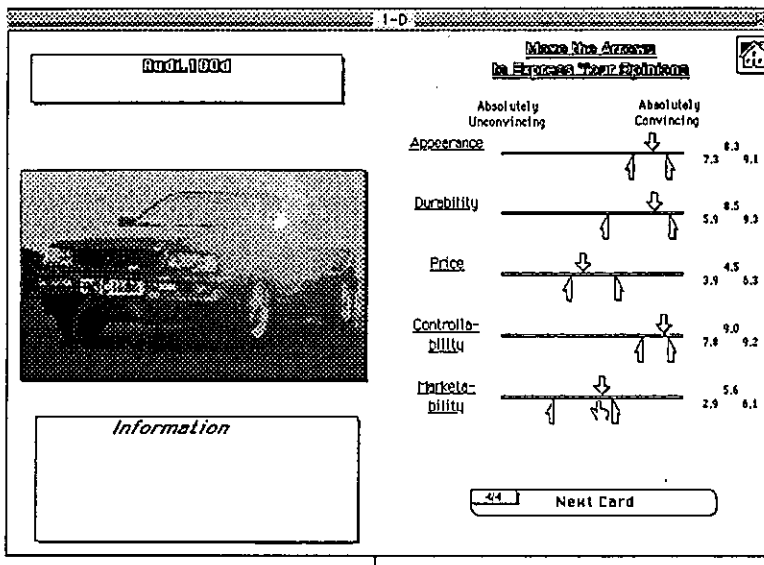 1-D
Audi.100d
Move the Arrows
to Express Your Opinions
Absolutely
Unconvincing
Absolutely
Convincing
Appearance
8.3
7.3 9.1
Durability
8.5
5.9 9.3
Price
4.5
3.9 6.3
Controlla-
bility
9.0
7.8 9.2
Marketa-
bility
5.6
2.9 6.1
Information
4/4
Next Card